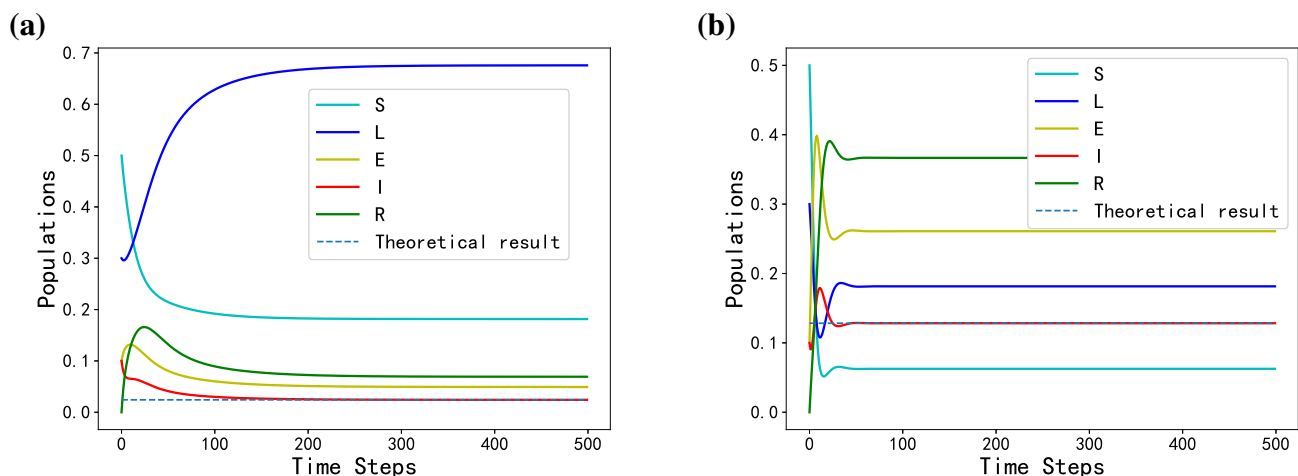 (a)
0.7
0.6
0.5
0.4
0.3
0.2
0.1
0.0
Populations
S
L
E
I
R
Theoretical result
0
100
200
300
400
500
Time Steps
(b)
0.5
0.4
0.3
0.2
0.1
0.0
Populations
S
L
E
I
R
Theoretical result
0
100
200
300
400
500
Time Steps